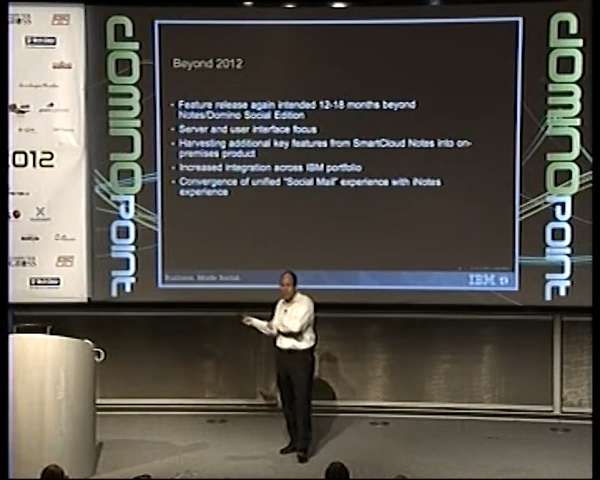 Beyond 2012
• Feature release again intended 12-18 months beyond
Notes/Domino Social Edition
• Server and user interface focus
• Harvesting additional key features from SmartCloud Notes into on-
premises product
• Increased integration across IBM portfolio
• Convergence of unified "Social Mail" experience with iNotes
experience
Business. Made Social.
IBM
DOMINOPOINT
DOMINOPOINT
2012